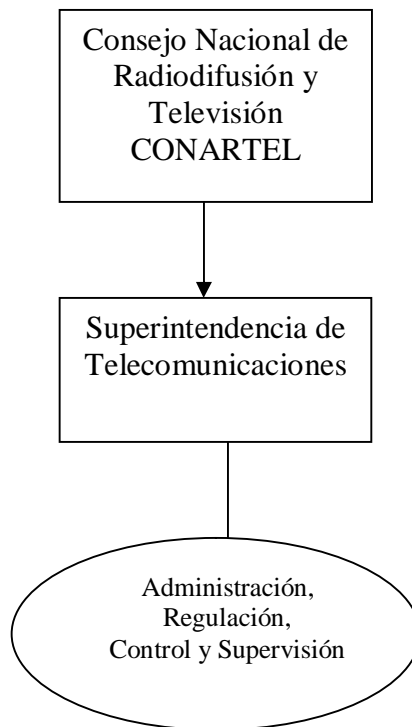 Consejo Nacional de
Radiodifusión y
Televisión
CONARTEL
Superintendencia de
Telecomunicaciones
Administración,
Regulación,
Control y Supervisión